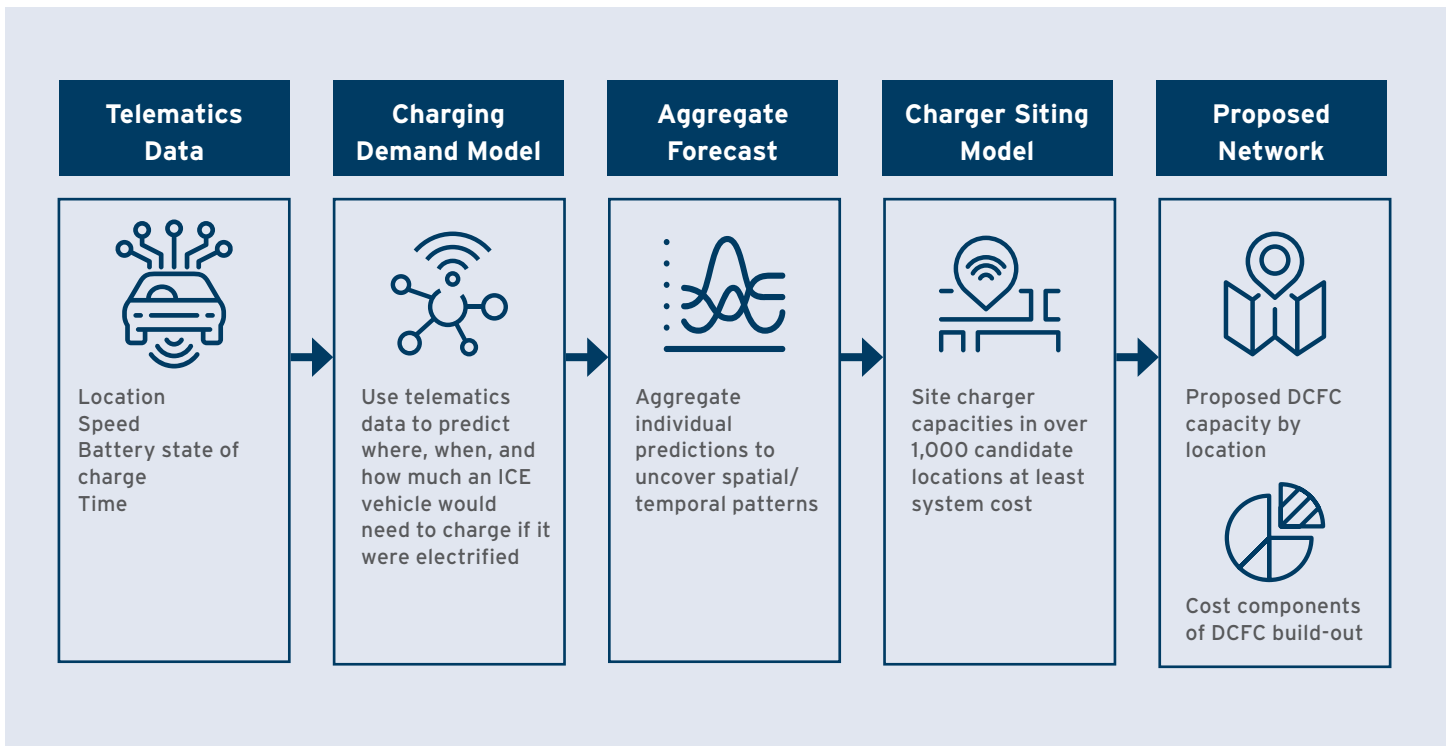 Telematics
Data
Charging
Demand Model
Aggregate
Forecast
Charger Siting
Model
Proposed
Network
Location
Speed
Battery state of
charge
Time
Use telematics
data to predict
where, when, and
how much an ICE
vehicle would
need to charge if it
were electrified
Aggregate
individual
predictions to
uncover spatial/
temporal patterns
Site charger
capacities in over
1,000 candidate
locations at least
system cost
Proposed DCFC
capacity by
location
Cost components
of DCFC build-out